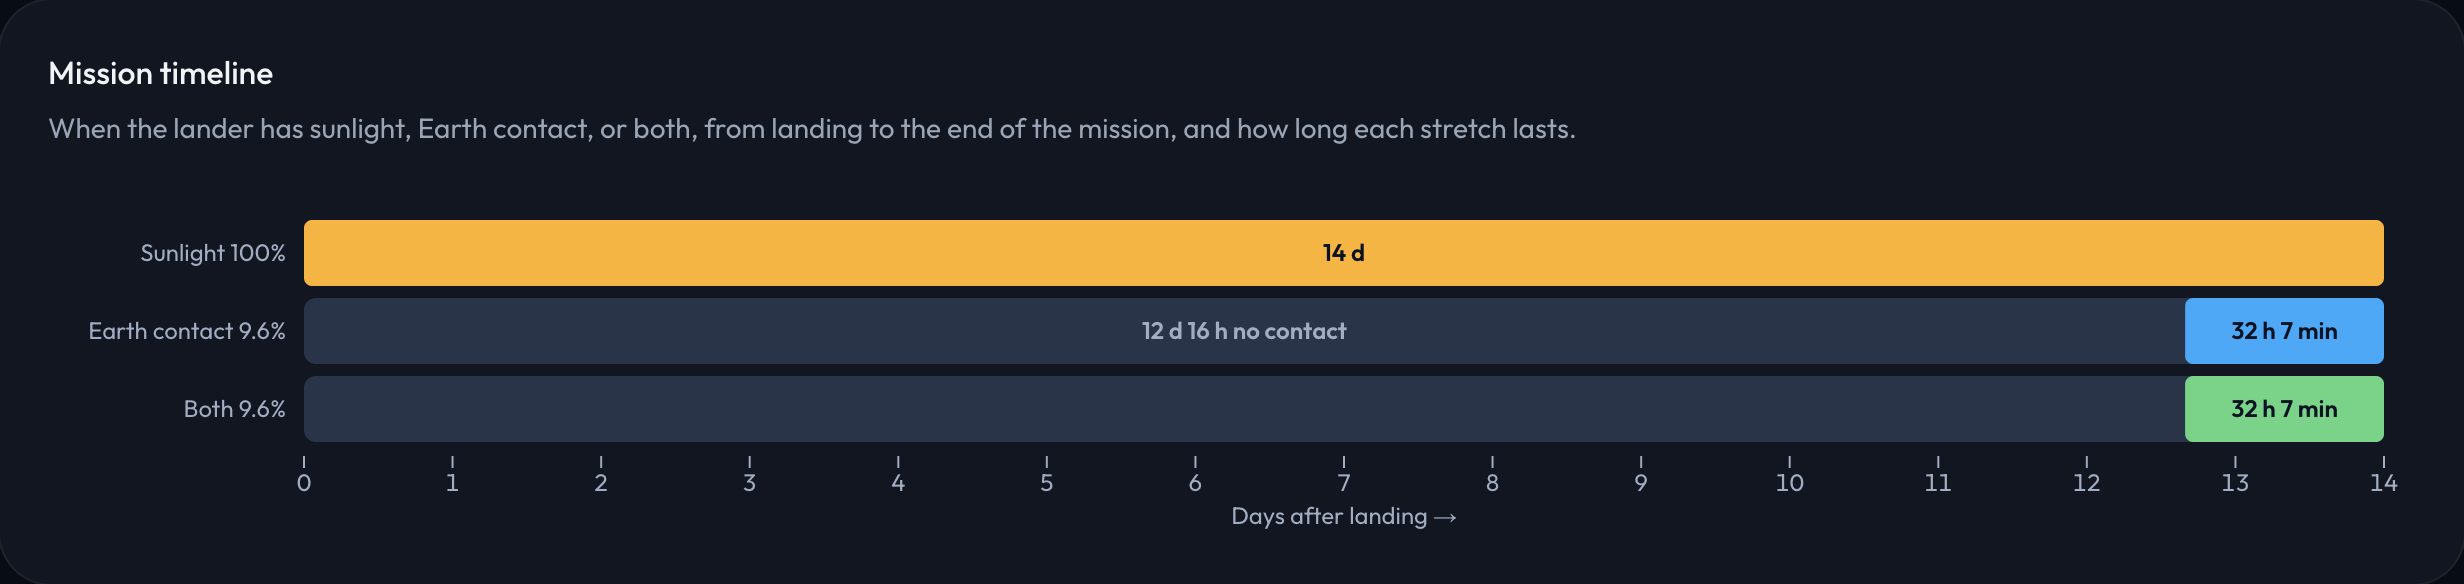 Mission timeline
When the lander has sunlight, Earth contact, or both, from landing to the end of the mission, and how long each stretch lasts.
Sunlight 100%
14 d
Earth contact 9.6%
12 d 16 h no contact
32 h 7 min
Both 9.6%
32 h 7 min
0 1 2 3 4 5 6 7 8 9 10 11 12 13 14
Days after landing →